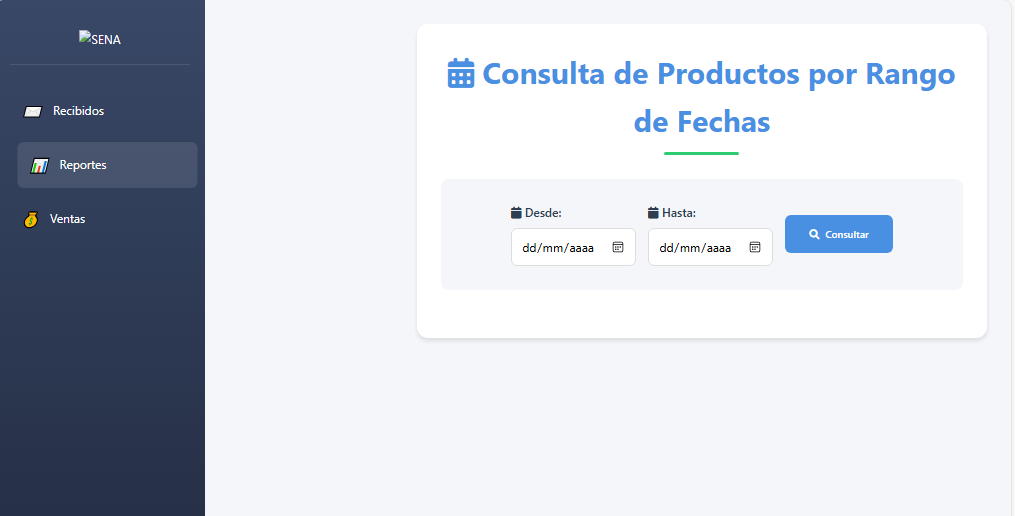 SENA
Recibidos
Reportes
Ventas
Consulta de Productos por Rango
de Fechas
Desde:
Hasta:
dd/mm/aaaa
dd/mm/aaaa
Consultar